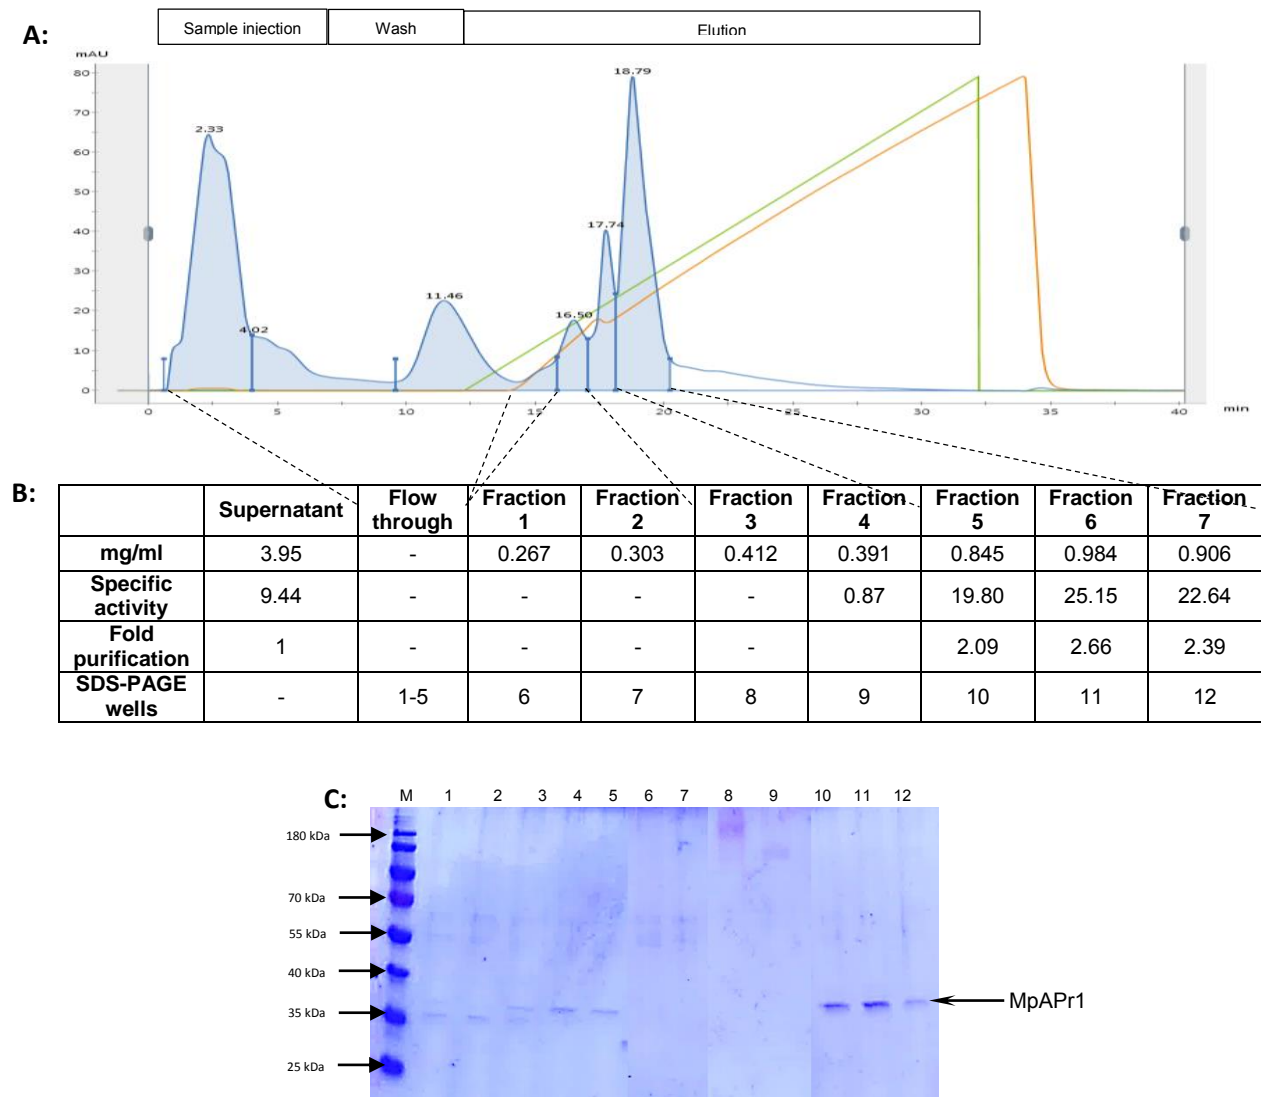 A:
Sample injection Wash Elution
mAU
80
70
60
50
40
30
20
10
0
2.33
4.02
11.46
16.50
17.74
18.79
0 5 10 15 20 25 30 35 40 min
B:
Supernatant Flow through Fraction 1 Fraction 2 Fraction 3 Fraction 4 Fraction 5 Fraction 6 Fraction 7
mg/ml 3.95 - 0.267 0.303 0.412 0.391 0.845 0.984 0.906
Specific activity 9.44 - - - - 0.87 19.80 25.15 22.64
Fold purification 1 - - - - 2.09 2.66 2.39
SDS-PAGE wells - 1-5 6 7 8 9 10 11 12
C:
M 1 2 3 4 5 6 7 8 9 10 11 12
180 kDa
70 kDa
55 kDa
40 kDa
35 kDa
25 kDa
MpAPr1